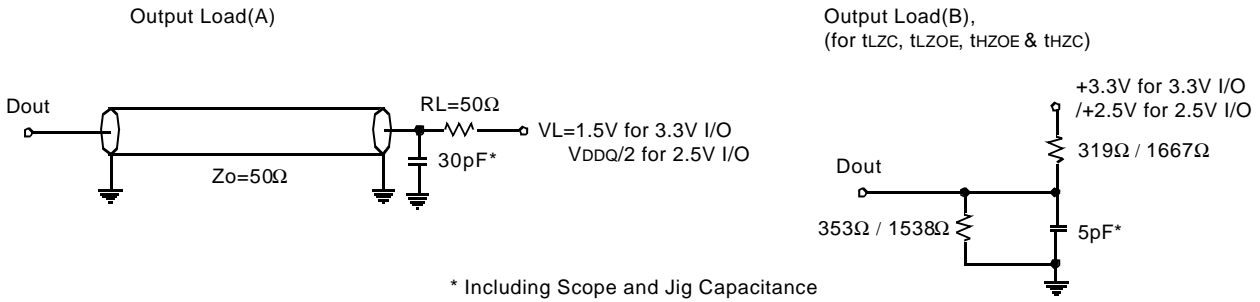 Output Load(A)
Dout
Zo=50Ω
RL=50Ω
30pF*
VL=1.5V for 3.3V I/O
VDDQ/2 for 2.5V I/O
Output Load(B),
(for tLZC, tLZOE, tHZOE & tHZC)
+3.3V for 3.3V I/O
/+2.5V for 2.5V I/O
319Ω / 1667Ω
Dout
353Ω / 1538Ω
5pF*
* Including Scope and Jig Capacitance